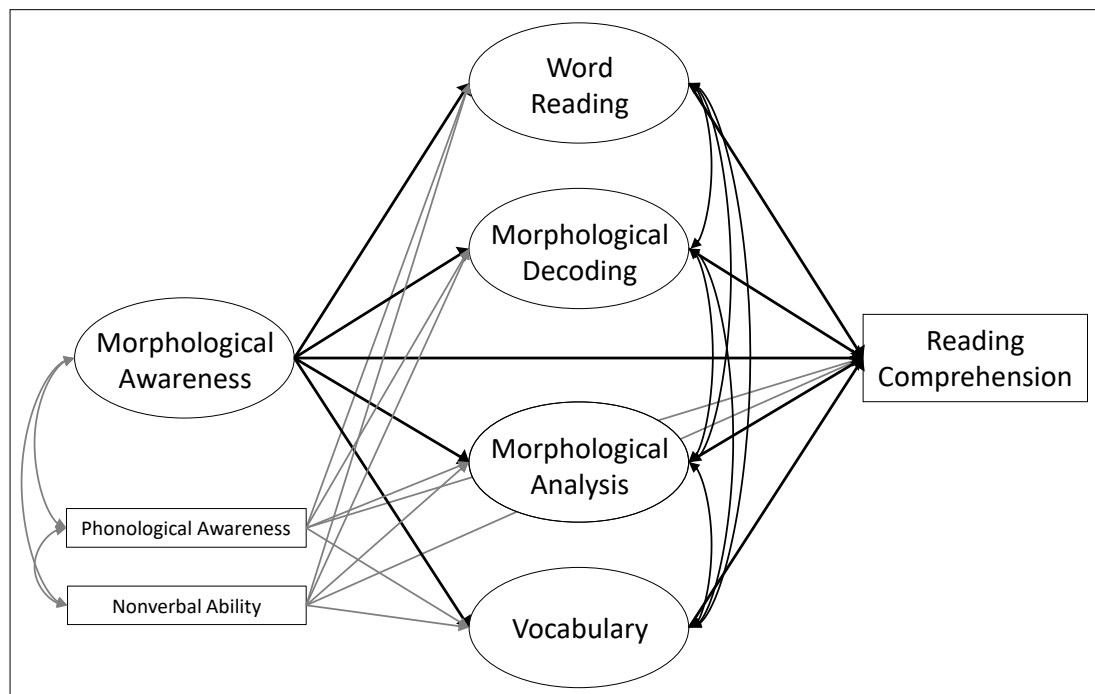 Word
Reading
Morphological
Decoding
Morphological
Awareness
Reading
Comprehension
Morphological
Analysis
Phonological Awareness
Nonverbal Ability
Vocabulary